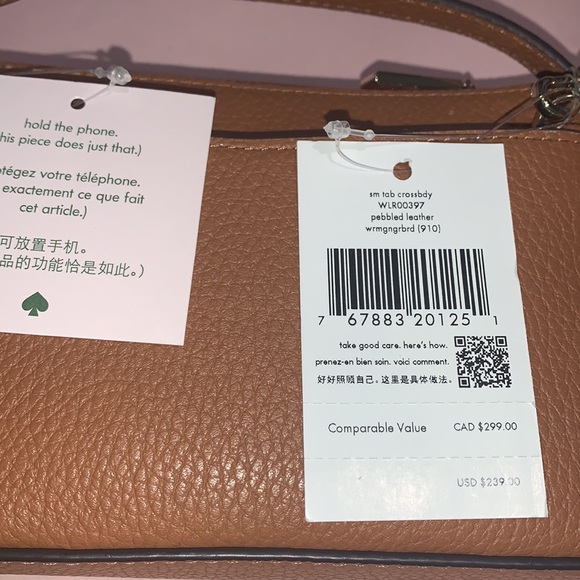 hold the phone.
his piece does just that.)
tégez votre téléphone.
exactement ce que fait
cet article.)
可放置手机。
品的功能恰是如此。)
sm tab crossbdy
WLR00397
pebbled leather
wrmgngrbrd (910)
7 67883 20125 1
take good care. here's how.
prenez-en bien soin. voici comment.
好好照顾自己。这里是具体做法。
Comparable Value CAD $299.00
USD $239.00